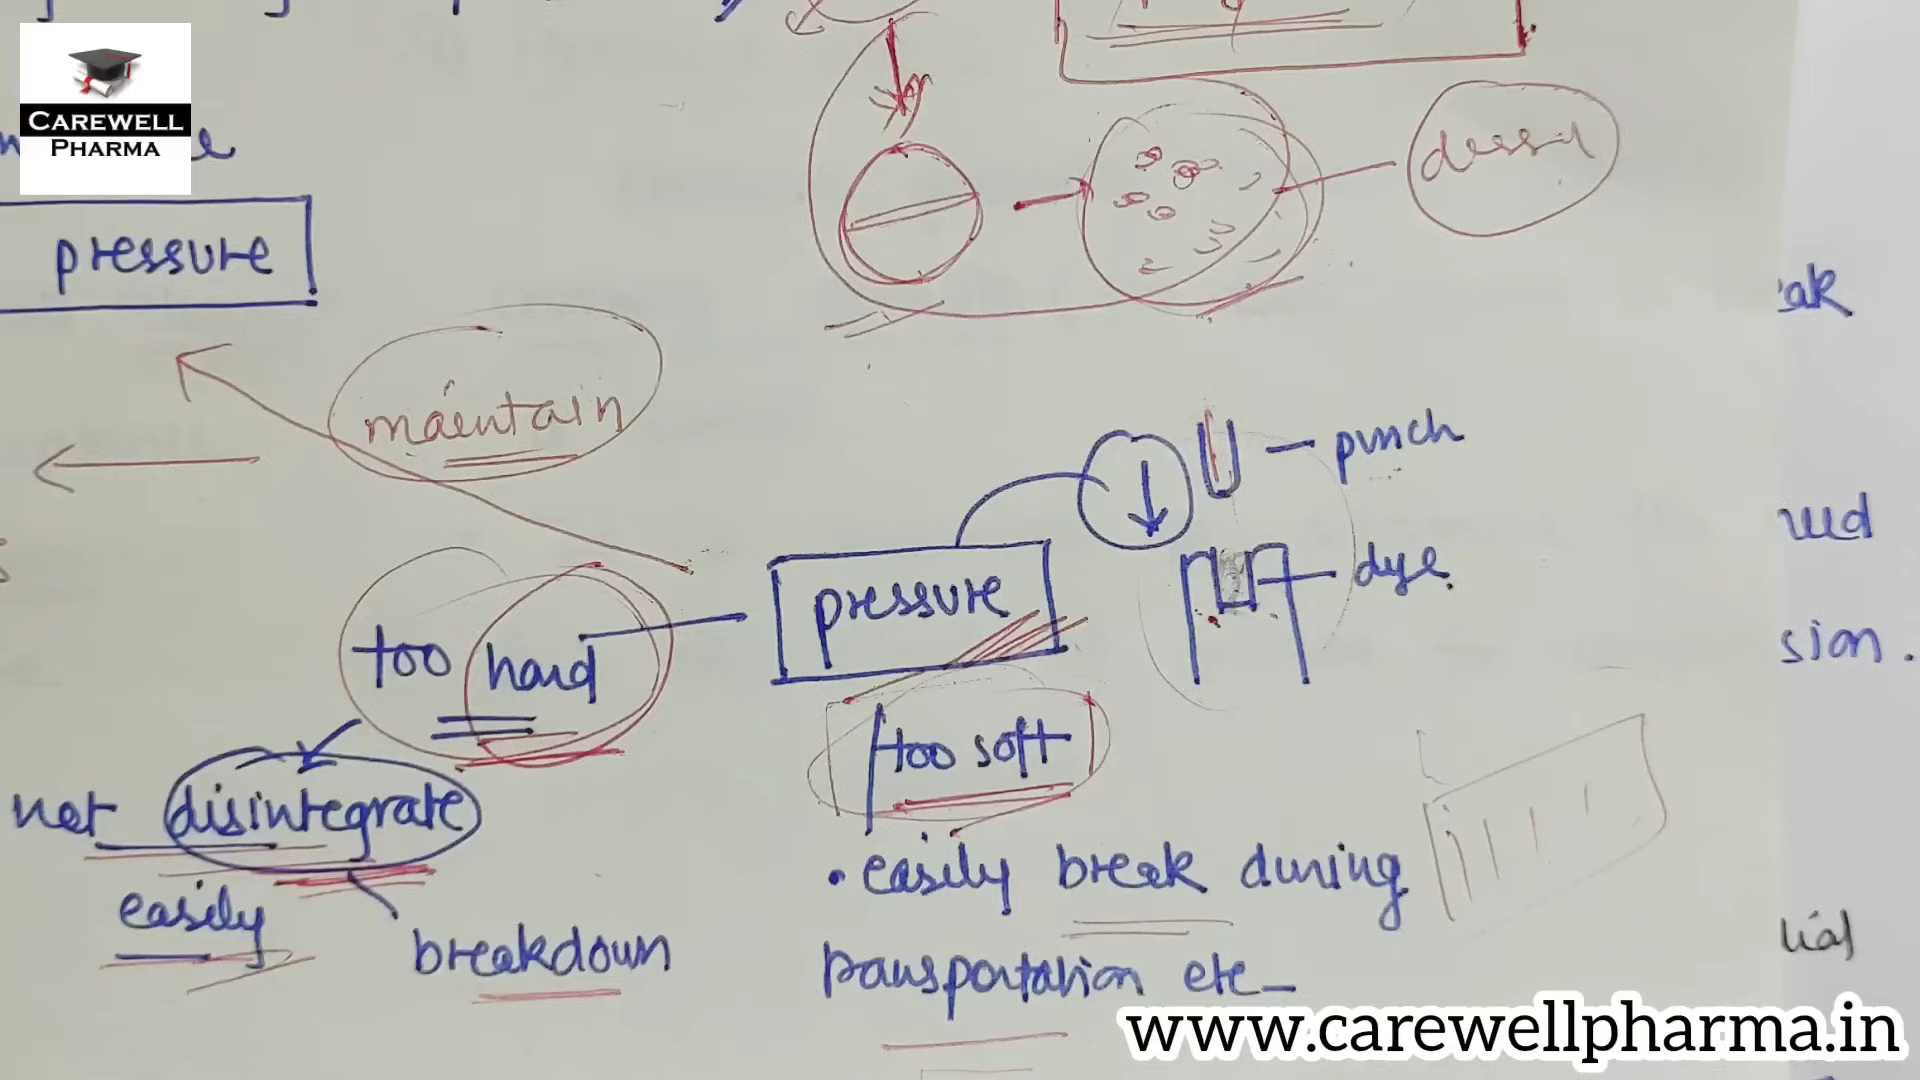 CAREWELL
PHARMA
pressure
maintain
punch
dye.
pressure
too hard
too soft
not disintegrate
easily
breakdown
• easily break during
transportation etc-
sion.
www.carewellpharma.in